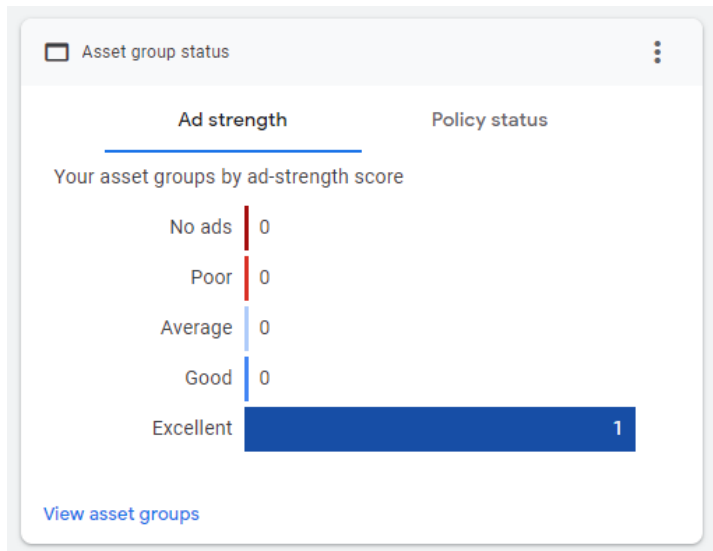 Asset group status
Ad strength Policy status
Your asset groups by ad-strength score
No ads 0
Poor 0
Average 0
Good 0
Excellent 1
View asset groups